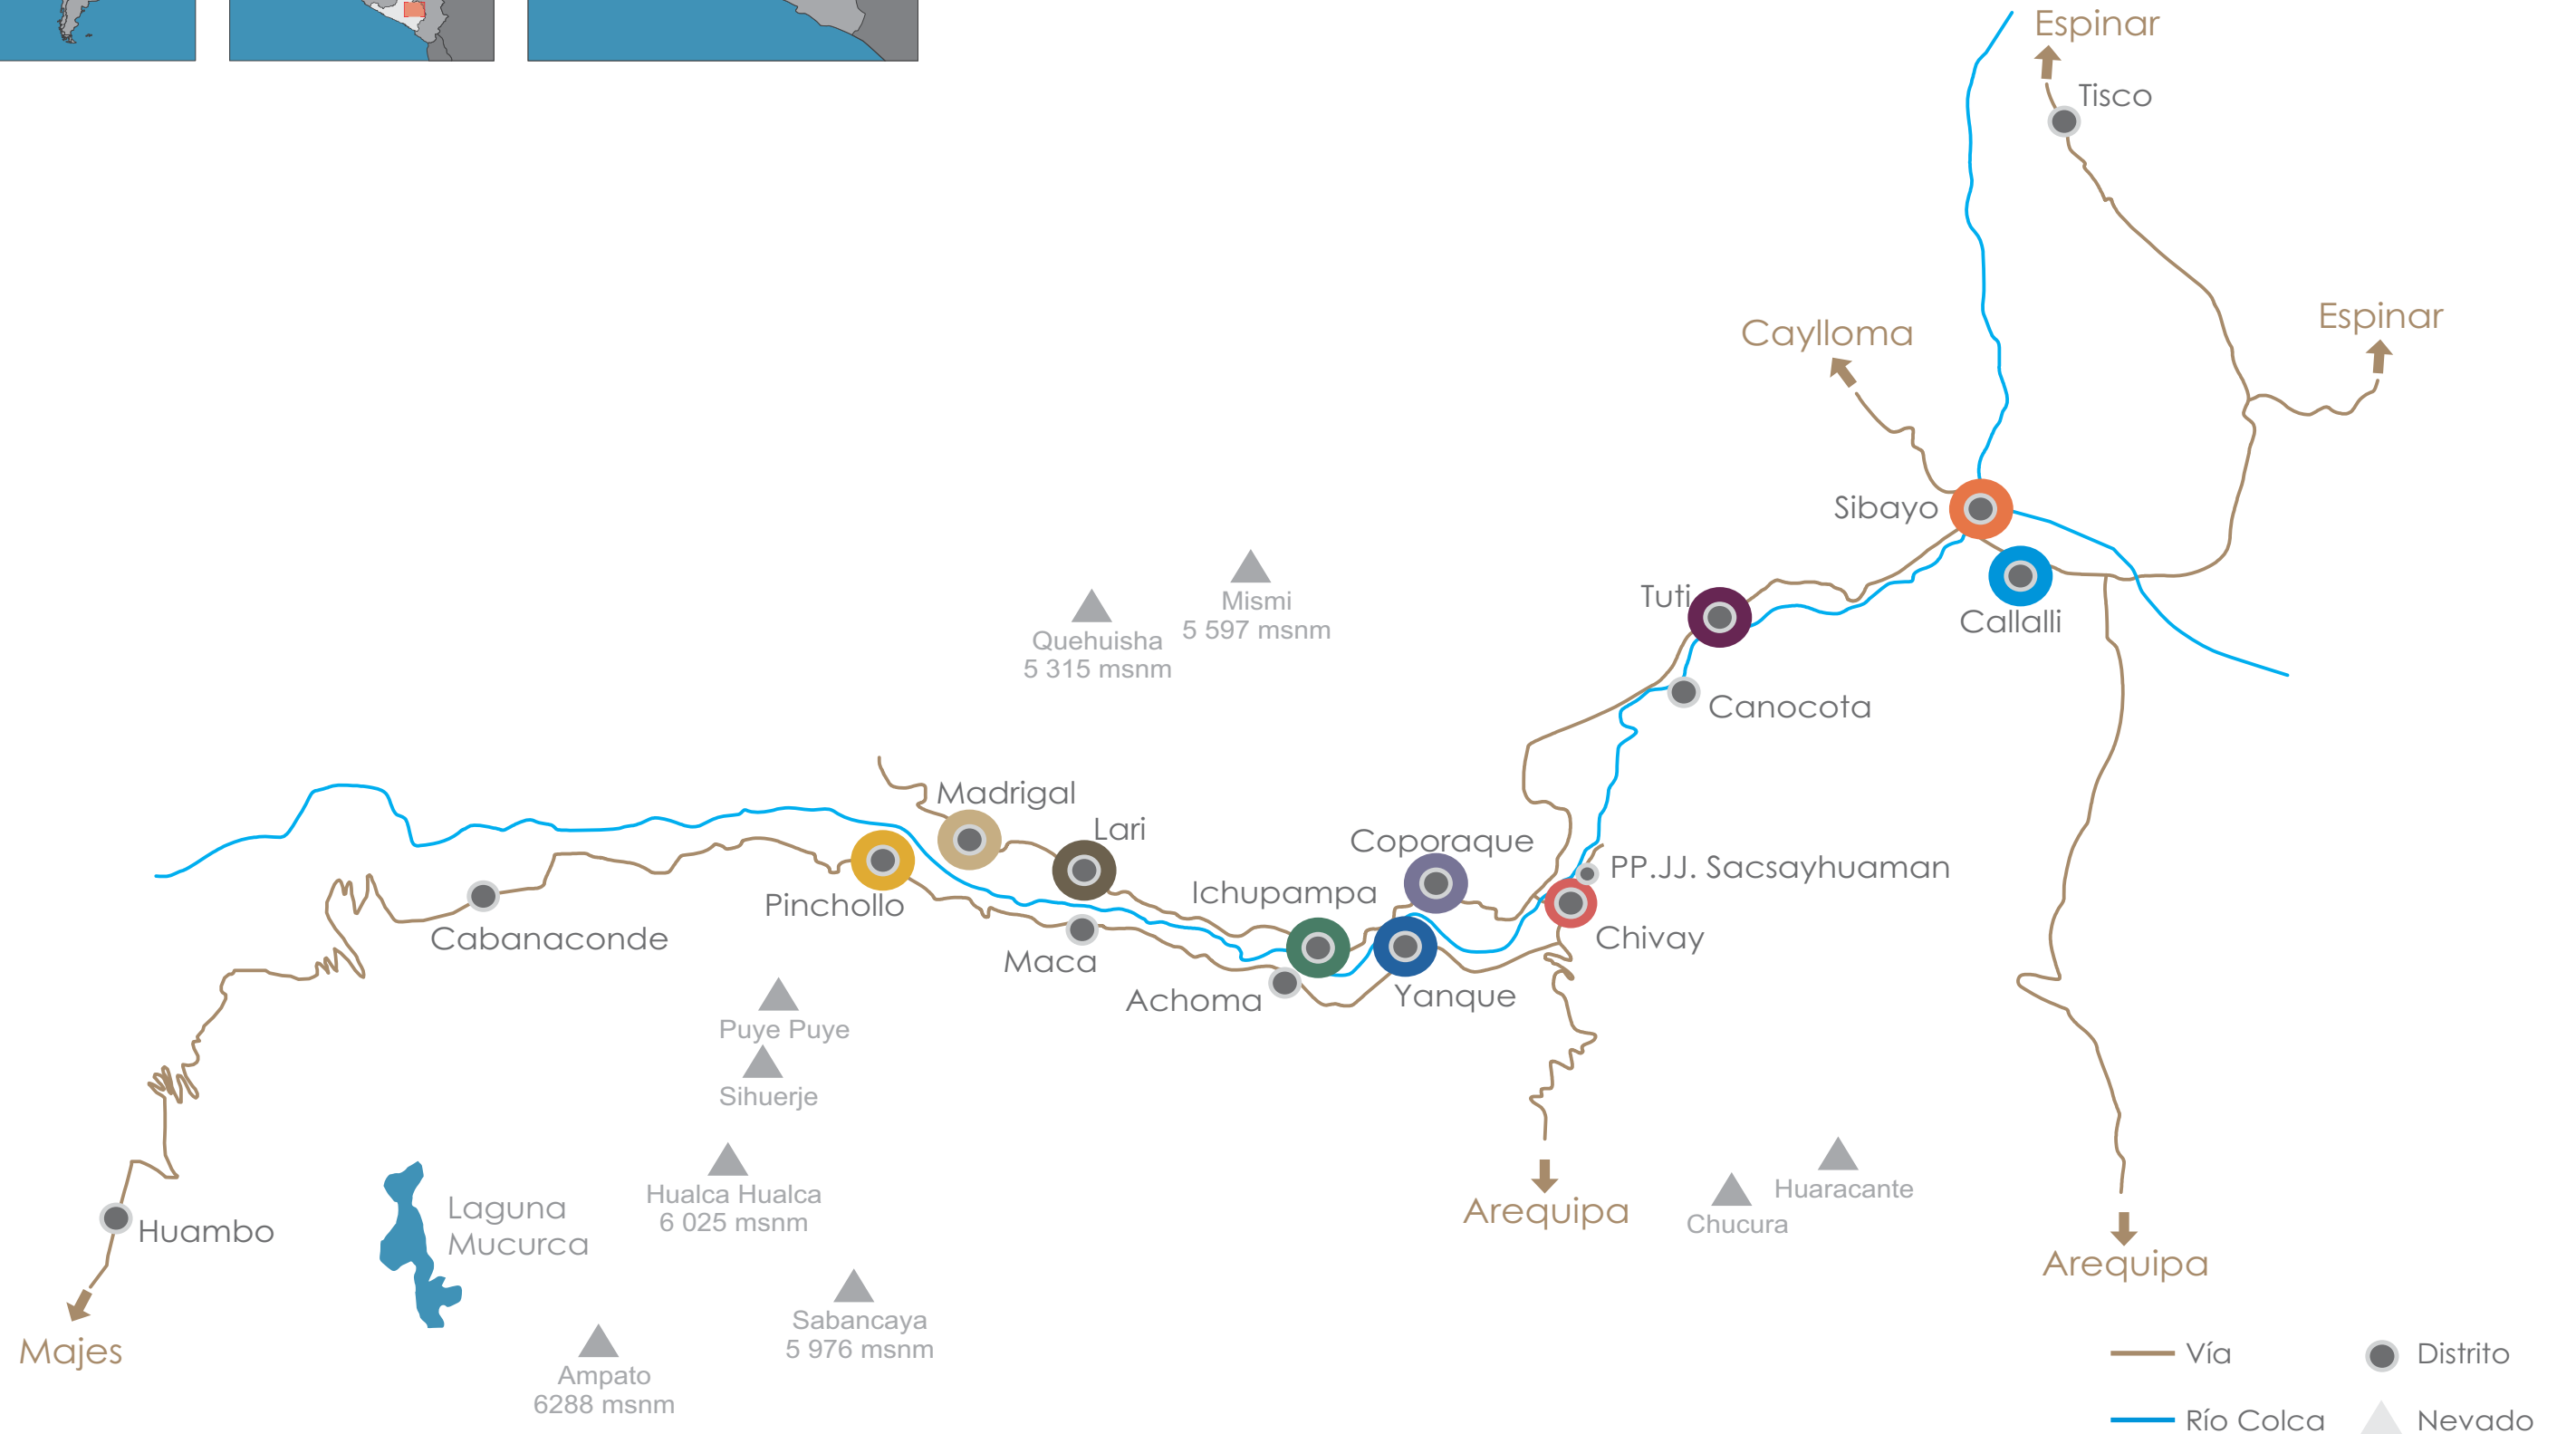 Espinar
Tisco
Espinar
Caylloma
Sibayo
Tuti
Callalli
Mismi
5 597 msnm
Quehuisha
5 315 msnm
Canocota
Madrigal
Lari
Coporaque
PP.JJ. Sacsayhuaman
Ichupampa
Pinchollo
Chivay
Cabanaconde
Maca
Achoma
Yanque
Puye Puye
Sihuerje
Hualca Hualca
6 025 msnm
Huaracante
Chucura
Arequipa
Laguna
Mucurca
Huambo
Arequipa
Sabancaya
5 976 msnm
Majes
Ampato
6288 msnm
Vía
Distrito
Río Colca
Nevado